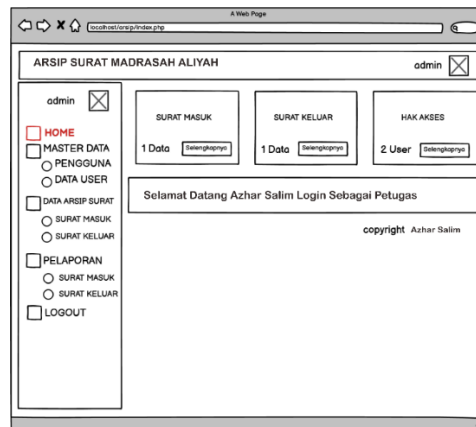 A Web Page
localhost/arsip/index.php
ARSIP SURAT MADRASAH ALIYAH
admin
admin
HOME
MASTER DATA
PENGGUNA
DATA USER
DATA ARSIP SURAT
SURAT MASUK
SURAT KELUAR
PELAPORAN
SURAT MASUK
SURAT KELUAR
LOGOUT
SURAT MASUK
1 Data Selengkapnya
SURAT KELUAR
1 Data Selengkapnya
HAK AKSES
2 User Selengkapnya
Selamat Datang Azhar Salim Login Sebagai Petugas
copyright Azhar Salim